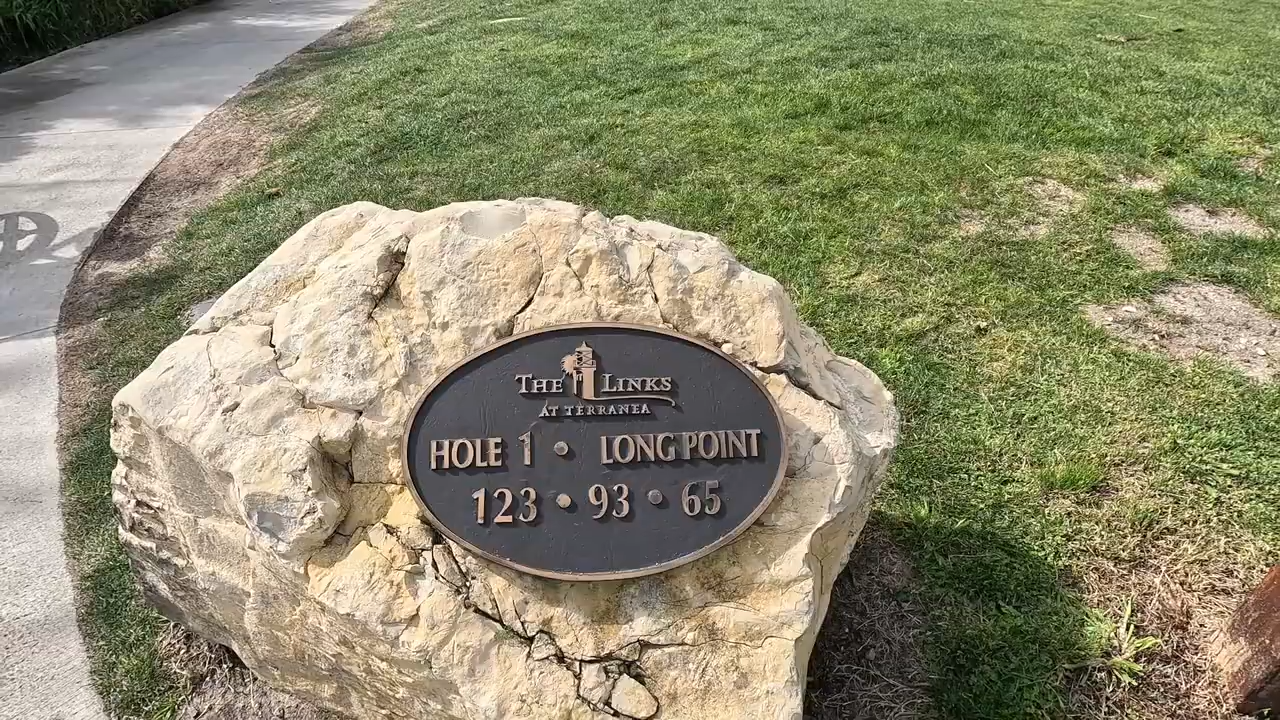 THE LINKS
AT TERRANEA
HOLE 1 • LONG POINT
123 • 93 • 65